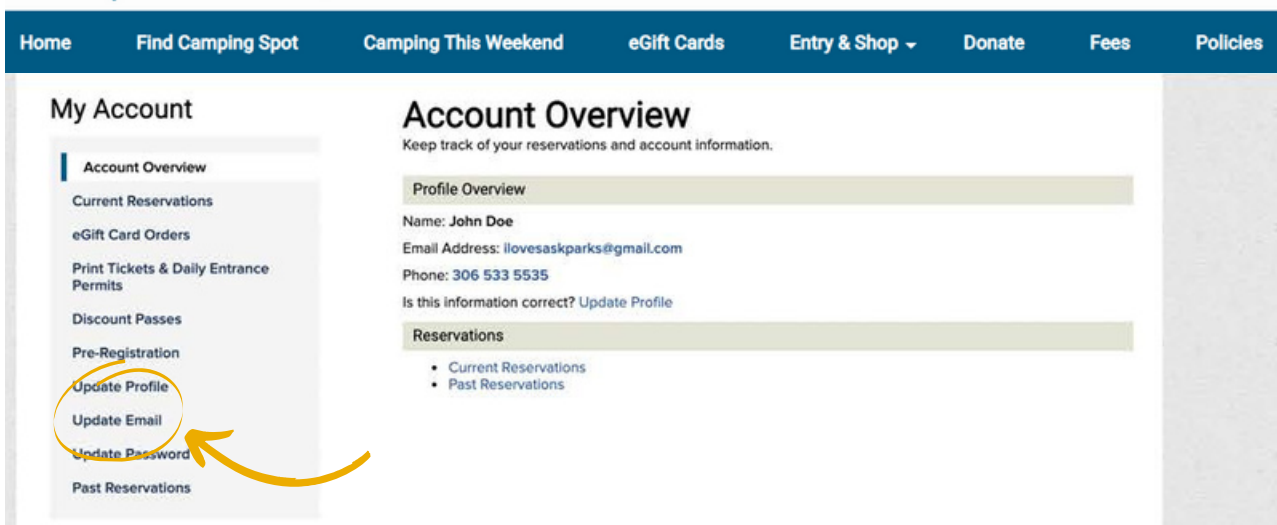 Home Find Camping Spot Camping This Weekend eGift Cards Entry & Shop Donate Fees Policies
My Account
Account Overview
Current Reservations
eGift Card Orders
Print Tickets & Daily Entrance
Permits
Discount Passes
Pre-Registration
Update Profile
Update Email
Update Password
Past Reservations
Account Overview
Keep track of your reservations and account information.
Profile Overview
Name: John Doe
Email Address: ilovesaskparks@gmail.com
Phone: 306 533 5535
Is this information correct? Update Profile
Reservations
• Current Reservations
• Past Reservations